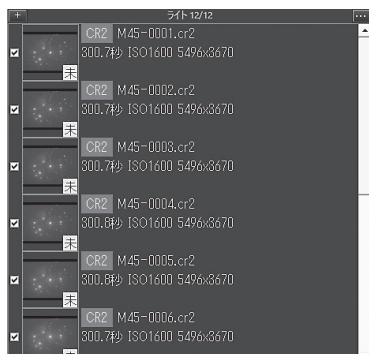 + ライト 12/12 ...
CR2 M45-0001.cr2
300.7秒 ISO1600 5496x3670
未
CR2 M45-0002.cr2
300.7秒 ISO1600 5496x3670
未
CR2 M45-0003.cr2
300.7秒 ISO1600 5496x3670
未
CR2 M45-0004.cr2
300.8秒 ISO1600 5496x3670
未
CR2 M45-0005.cr2
300.8秒 ISO1600 5496x3670
未
CR2 M45-0006.cr2
300.7秒 ISO1600 5496x3670